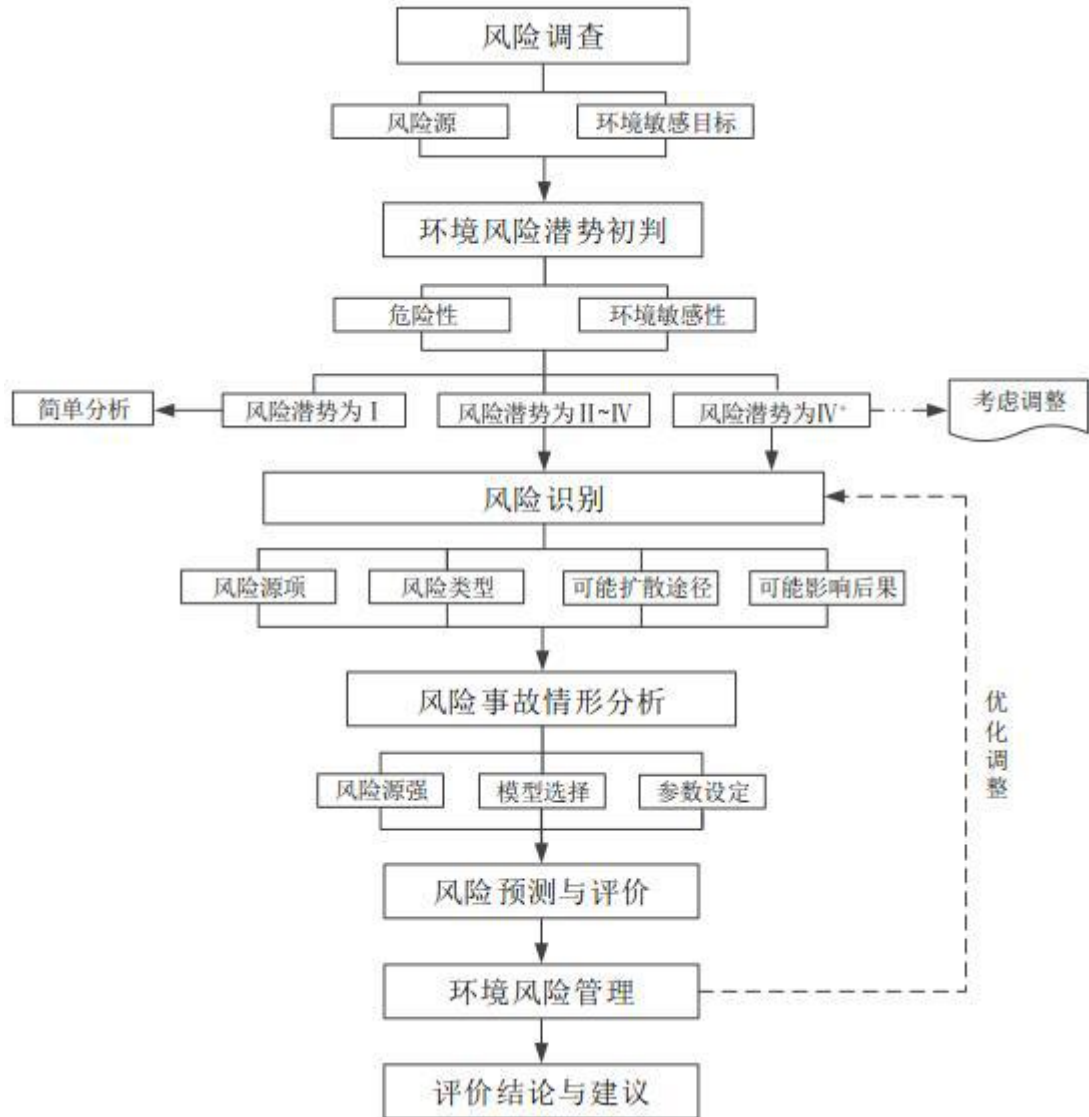 风险调查
风险源
环境敏感目标
环境风险潜势初判
危险性
环境敏感性
简单分析
风险潜势为Ⅰ
风险潜势为Ⅱ~Ⅳ
风险潜势为Ⅳ+
考虑调整
风险识别
风险源项
风险类型
可能扩散途径
可能影响后果
风险事故情形分析
优化调整
风险源强
模型选择
参数设定
风险预测与评价
环境风险管理
评价结论与建议